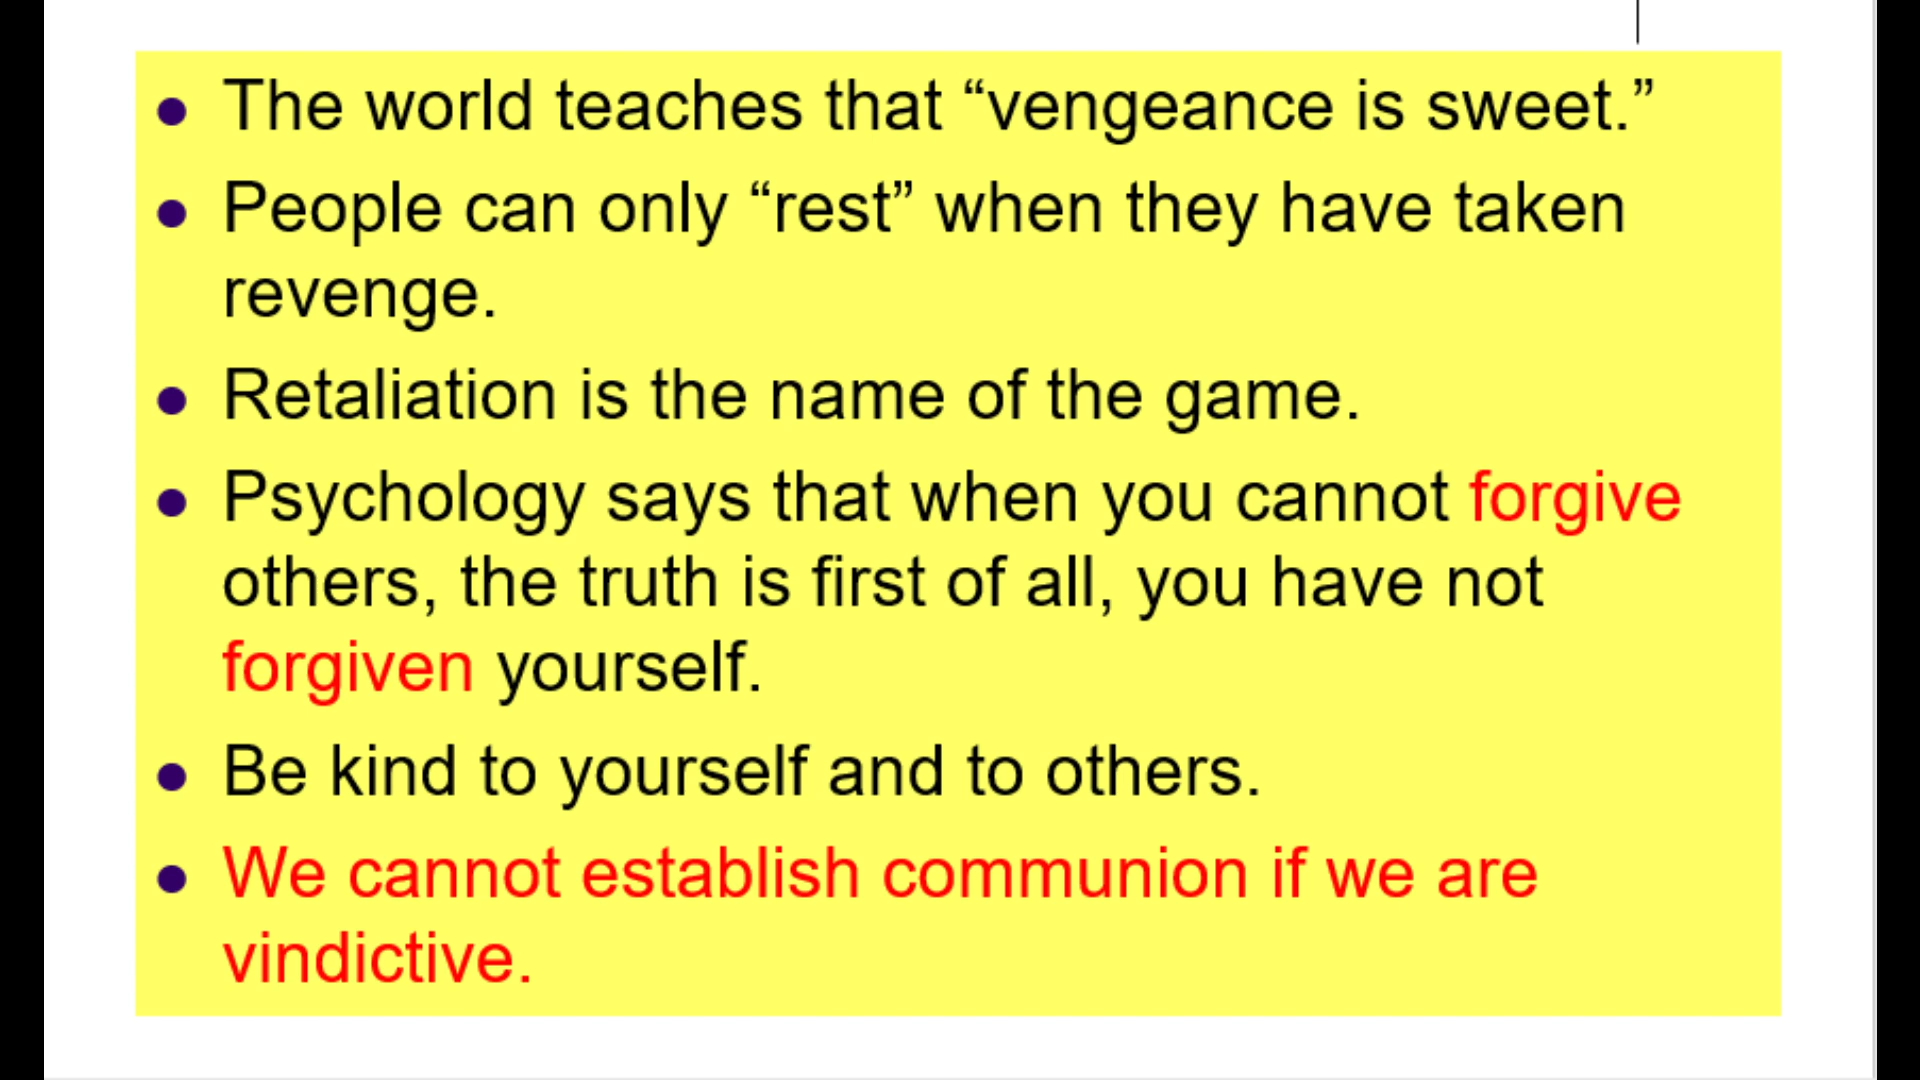 • The world teaches that “vengeance is sweet.”
• People can only “rest” when they have taken
revenge.
• Retaliation is the name of the game.
• Psychology says that when you cannot forgive
others, the truth is first of all, you have not
forgiven yourself.
• Be kind to yourself and to others.
• We cannot establish communion if we are
vindictive.